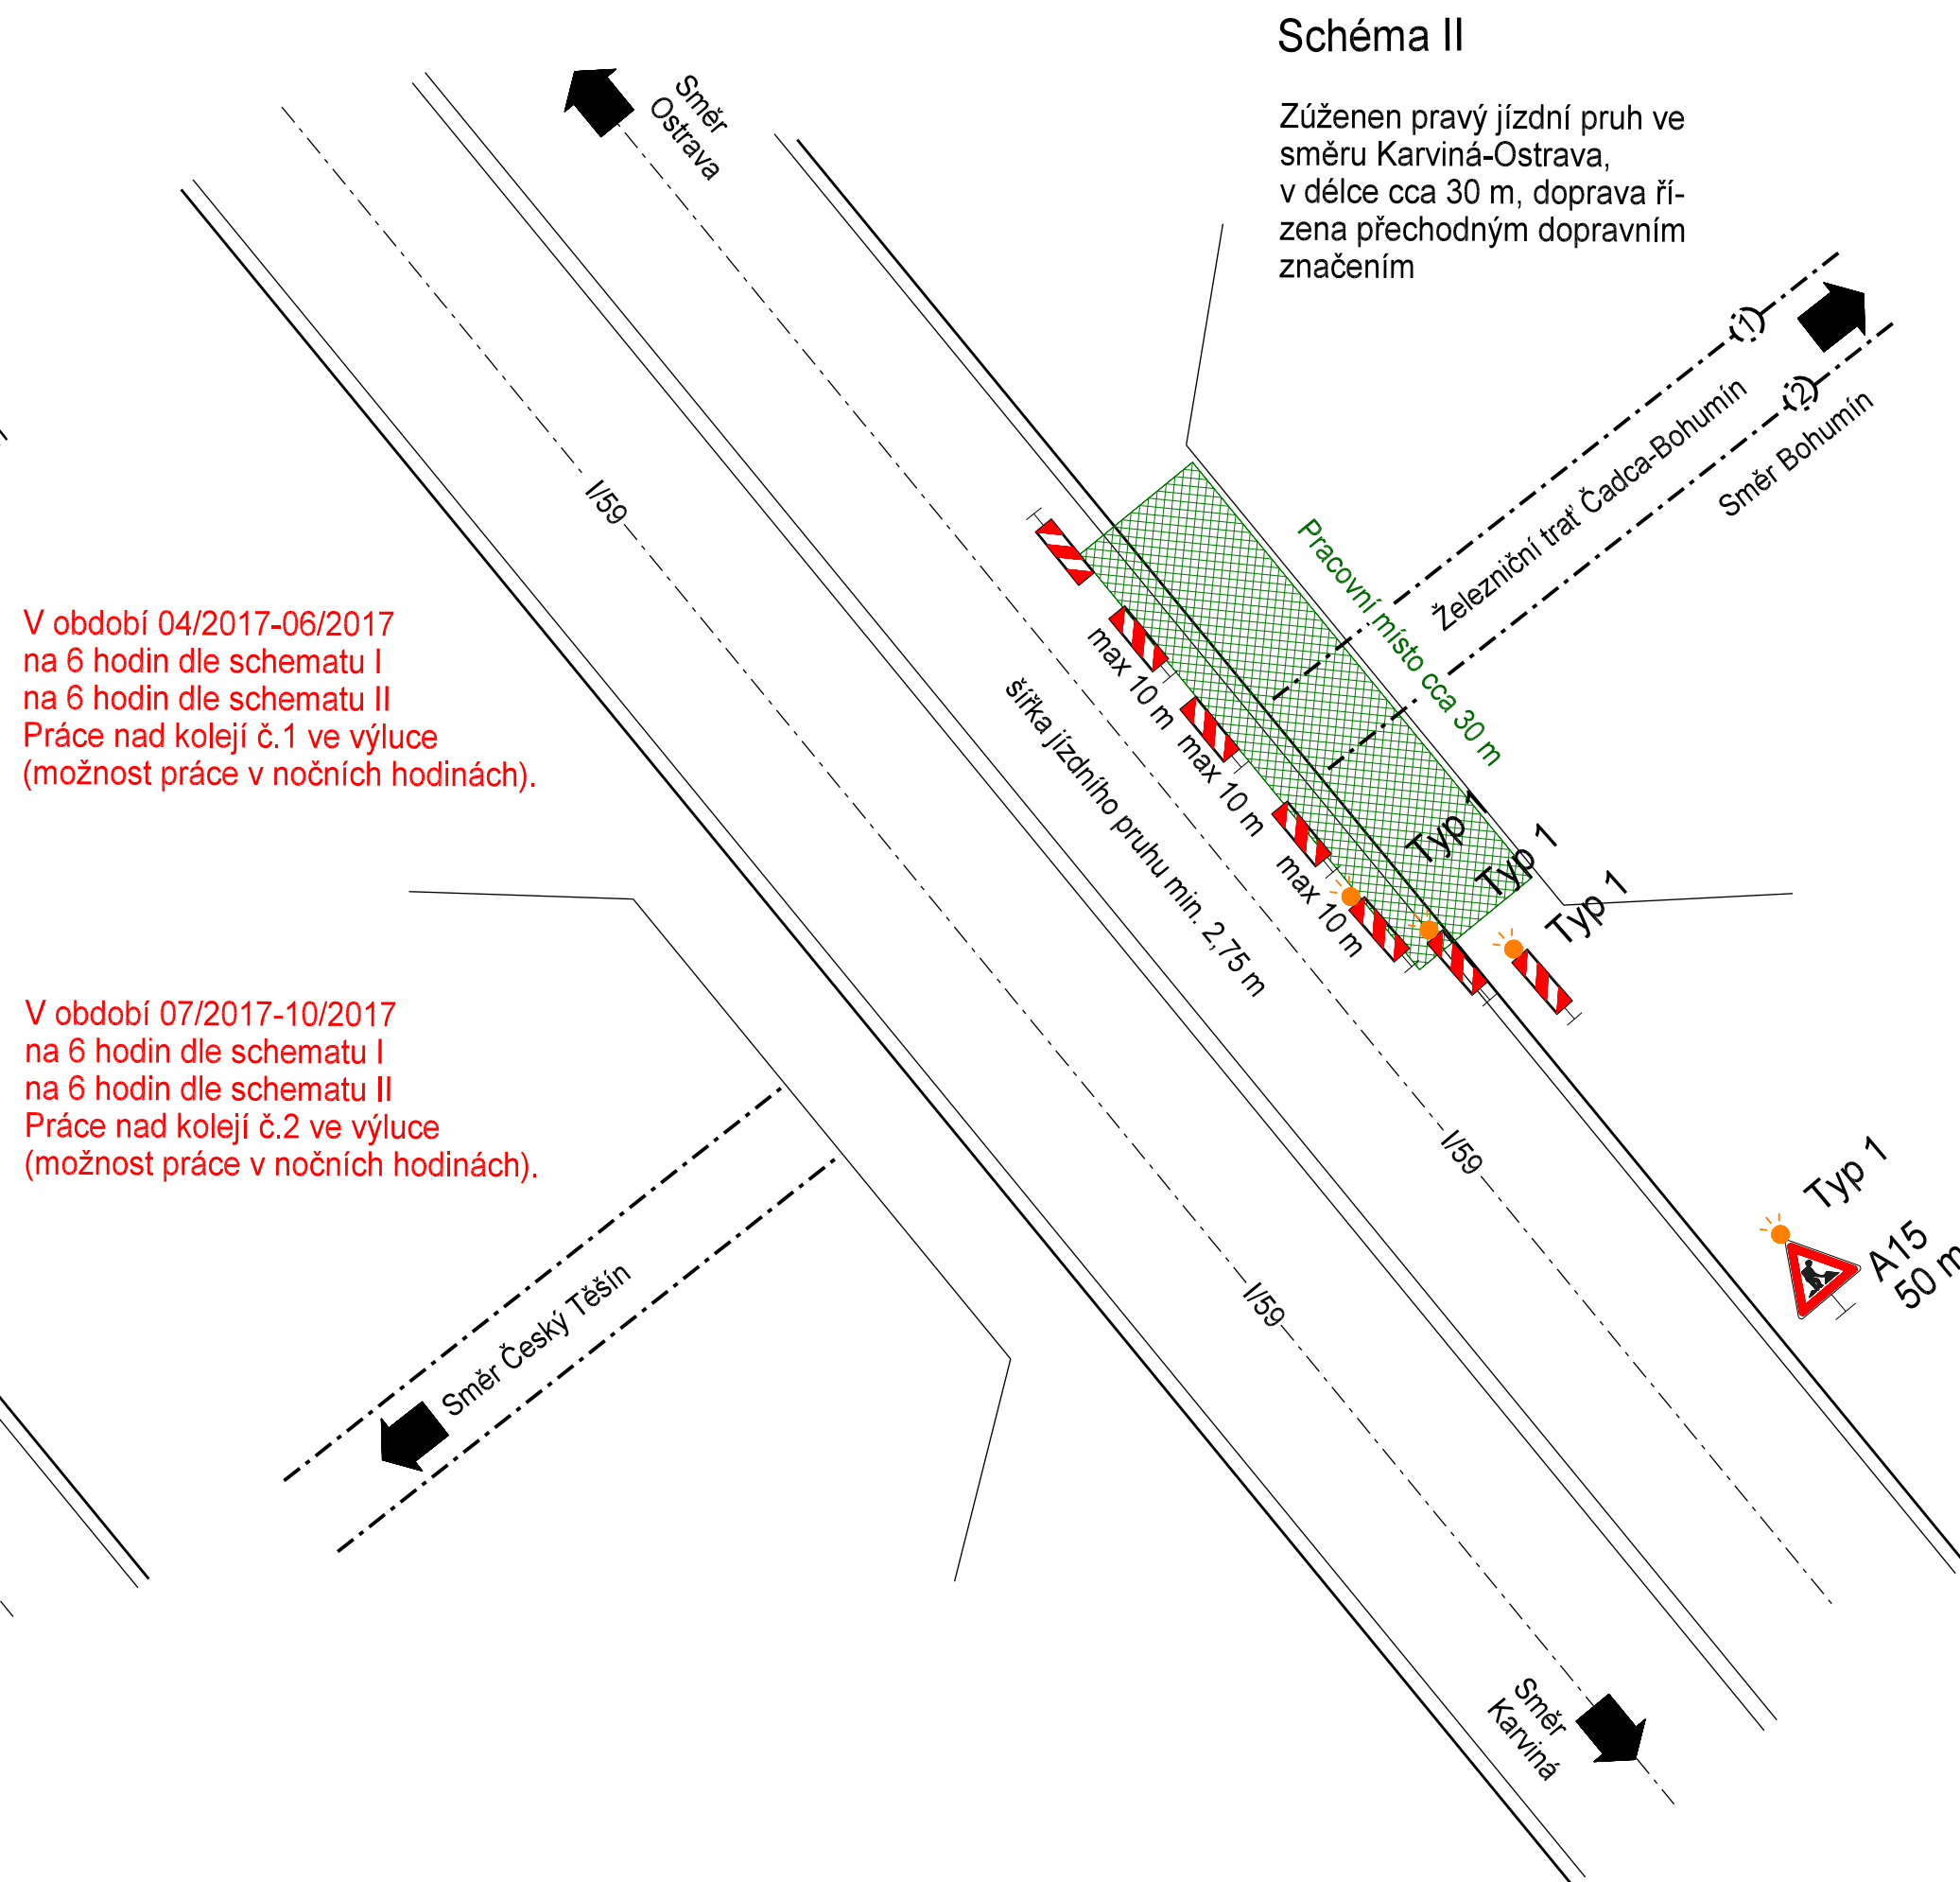 Schéma II
Zúženen pravý jízdní pruh ve
směru Karviná-Ostrava,
v délce cca 30 m, doprava ří-
zena přechodným dopravním
značením
Směr
Ostrava
1
2
Železniční trať Čadca-Bohumín
Směr Bohumín
I/59
Pracovní místo cca 30 m
V období 04/2017-06/2017
na 6 hodin dle schematu I
na 6 hodin dle schematu II
Práce nad kolejí č.1 ve výluce
(možnost práce v nočních hodinách).
max 10 m
max 10 m
max 10 m
šířka jízdního pruhu min. 2,75 m
Typ 1
Typ 1
Typ 1
V období 07/2017-10/2017
na 6 hodin dle schematu I
na 6 hodin dle schematu II
Práce nad kolejí č.2 ve výluce
(možnost práce v nočních hodinách).
I/59
Typ 1
A15
50 m
I/59
Směr Český Těšín
Směr
Karviná